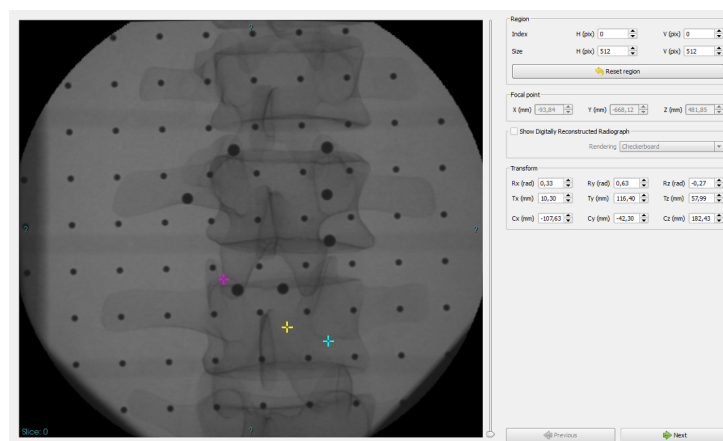 Region
Index H (pix) 0 V (pix) 0
Size H (pix) 512 V (pix) 512
Reset region
Focal point
X (mm) -93,84 Y (mm) -668,12 Z (mm) 481,85
Show Digitally Reconstructed Radiograph
Rendering Checkerboard
Transform
Rx (rad) 0,33 Ry (rad) 0,63 Rz (rad) -0,27
Tx (mm) 10,30 Ty (mm) 116,40 Tz (mm) 57,99
Cx (mm) -107,63 Cy (mm) -42,30 Cz (mm) 182,43
?
?
?
?
Slice: 0
Previous Next